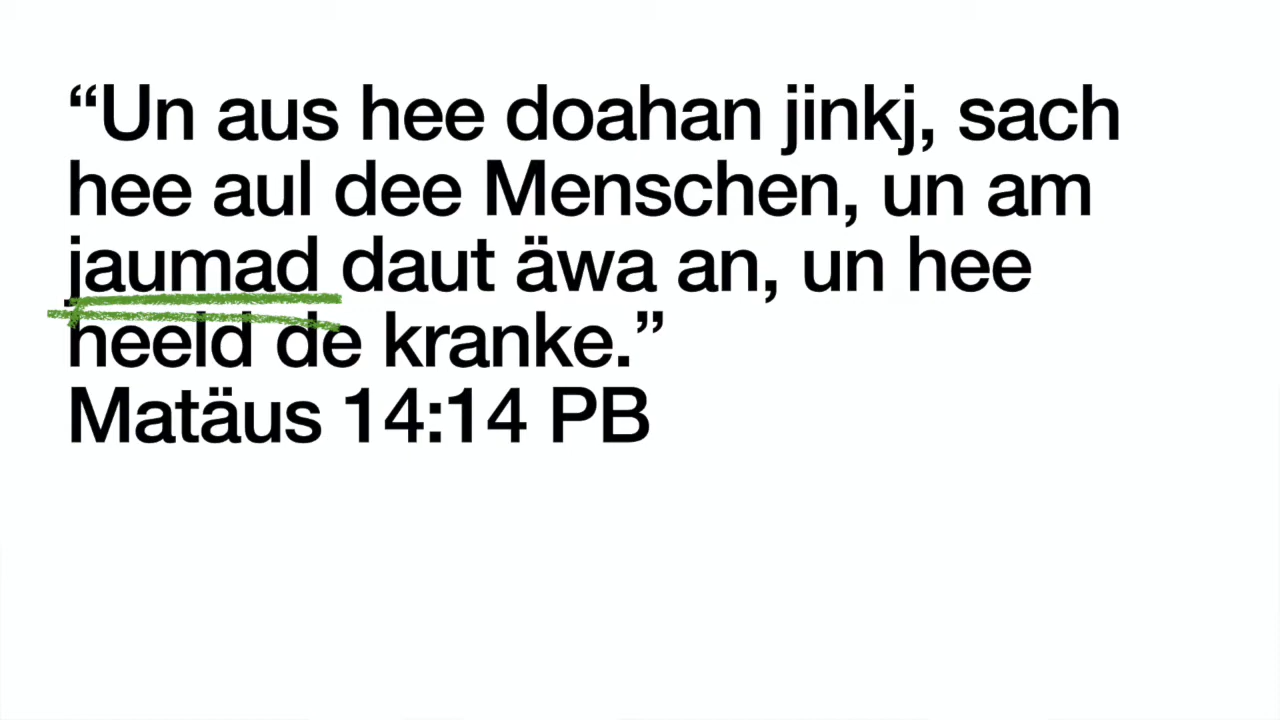 “Un aus hee doahan jinkj, sach
hee aul dee Menschen, un am
jaumad daut äwa an, un hee
heeld de kranke.”
Matäus 14:14 PB